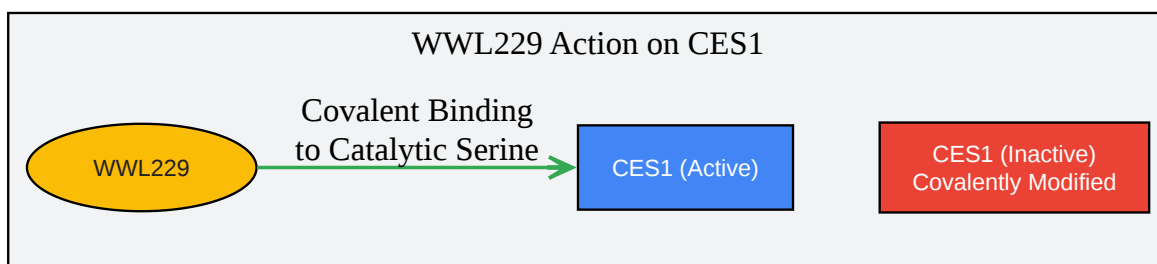 WWL229 Action on CES1
Covalent Binding
to Catalytic Serine
WWL229
CES1 (Active)
CES1 (Inactive)
Covalently Modified